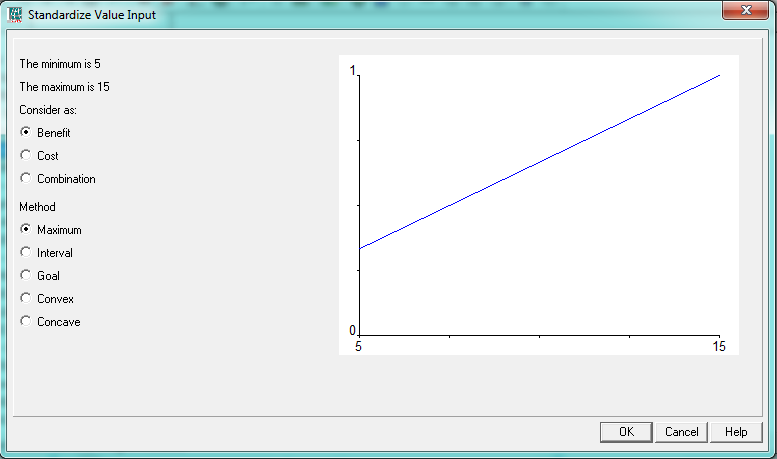 Standardize Value Input
The minimum is 5
The maximum is 15
Consider as:
Benefit
Cost
Combination
Method
Maximum
Interval
Goal
Convex
Concave
1
0
5 15
OK Cancel Help